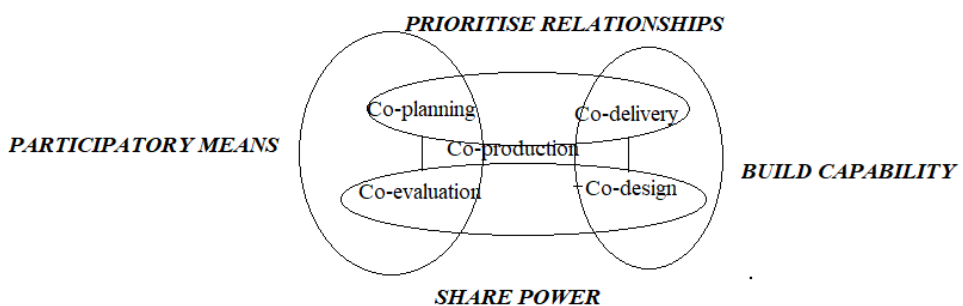 PRIORITISE RELATIONSHIPS
Co-planning
Co-delivery
PARTICIPATORY MEANS
Co-production
BUILD CAPABILITY
Co-evaluation
Co-design
SHARE POWER